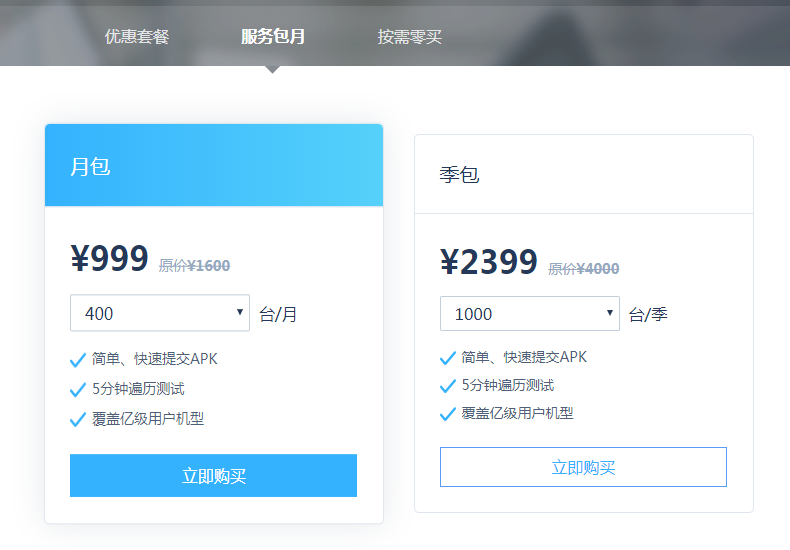 优惠套餐 服务包月 按需零买
月包
¥999 原价¥1600
400 台/月
简单、快速提交APK
5分钟遍历测试
覆盖亿级用户机型
立即购买
季包
¥2399 原价¥4000
1000 台/季
简单、快速提交APK
5分钟遍历测试
覆盖亿级用户机型
立即购买